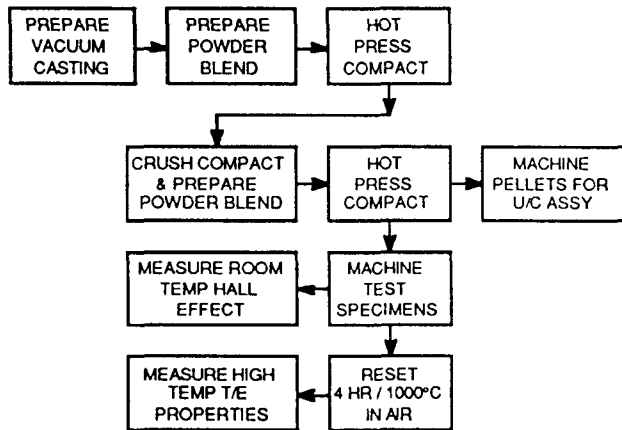 PREPARE
VACUUM
CASTING
PREPARE
POWDER
BLEND
HOT
PRESS
COMPACT
CRUSH COMPACT
& PREPARE
POWDER BLEND
HOT
PRESS
COMPACT
MACHINE
PELLETS FOR
U/C ASSY
MEASURE ROOM
TEMP HALL
EFFECT
MACHINE
TEST
SPECIMENS
MEASURE HIGH
TEMP T/E
PROPERTIES
RESET
4 HR / 1000°C
IN AIR